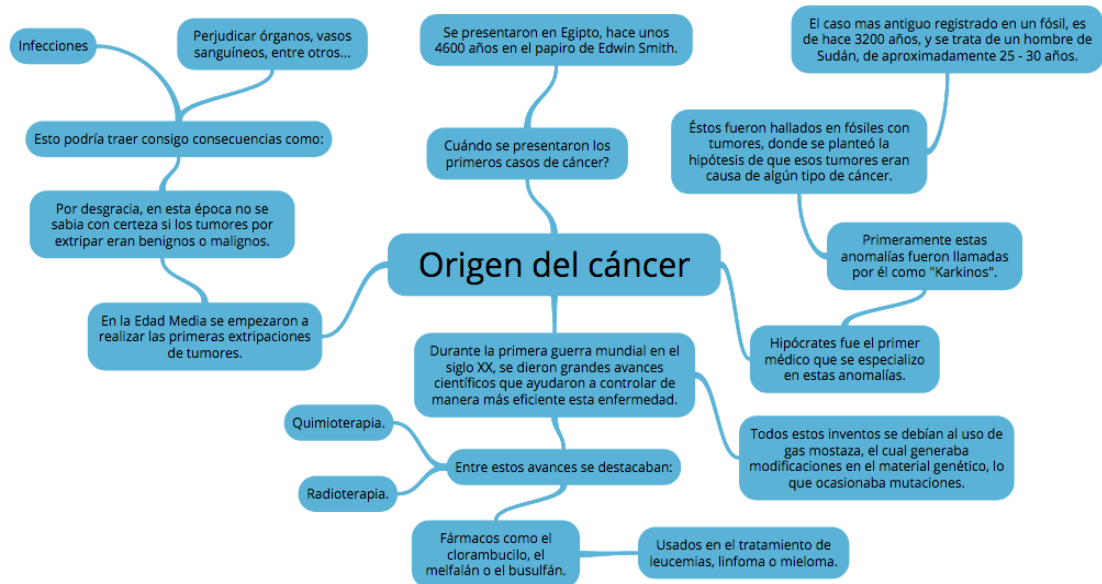 Origen del cáncer
Cuándo se presentaron los
primeros casos de cáncer?
Se presentaron en Egipto, hace unos
4600 años en el papiro de Edwin Smith.
Hipócrates fue el primer
médico que se especializo
en estas anomalías.
Primeramente estas
anomalías fueron llamadas
por él como "Karkinos".
Éstos fueron hallados en fósiles con
tumores, donde se planteó la
hipótesis de que esos tumores eran
causa de algún tipo de cáncer.
El caso mas antiguo registrado en un fósil, es
de hace 3200 años, y se trata de un hombre de
Sudán, de aproximadamente 25 - 30 años.
Durante la primera guerra mundial en el
siglo XX, se dieron grandes avances
científicos que ayudaron a controlar de
manera más eficiente esta enfermedad.
Todos estos inventos se debían al uso de
gas mostaza, el cual generaba
modificaciones en el material genético, lo
que ocasionaba mutaciones.
Entre estos avances se destacaban:
Quimioterapia.
Radioterapia.
Fármacos como el
clorambucilo, el
melfalán o el busulfán.
Usados en el tratamiento de
leucemias, linfoma o mieloma.
En la Edad Media se empezaron a
realizar las primeras extripaciones
de tumores.
Por desgracia, en esta época no se
sabia con certeza si los tumores por
extripar eran benignos o malignos.
Esto podría traer consigo consecuencias como:
Infecciones
Perjudicar órganos, vasos
sanguíneos, entre otros...